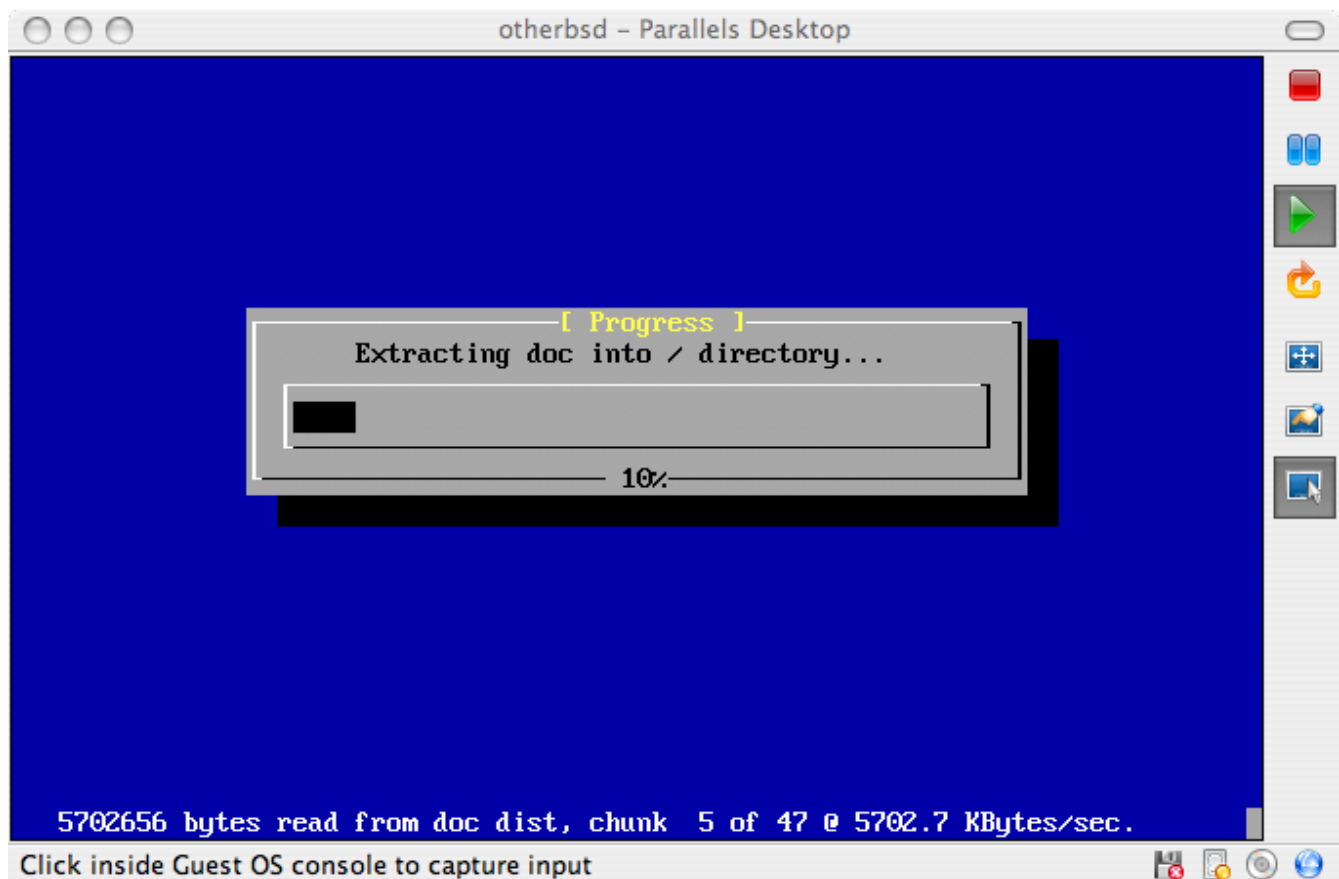 otherbsd – Parallels Desktop
[ Progress ]
Extracting doc into / directory...
10%
5702656 bytes read from doc dist, chunk  5 of 47 @ 5702.7 KBytes/sec.
Click inside Guest OS console to capture input